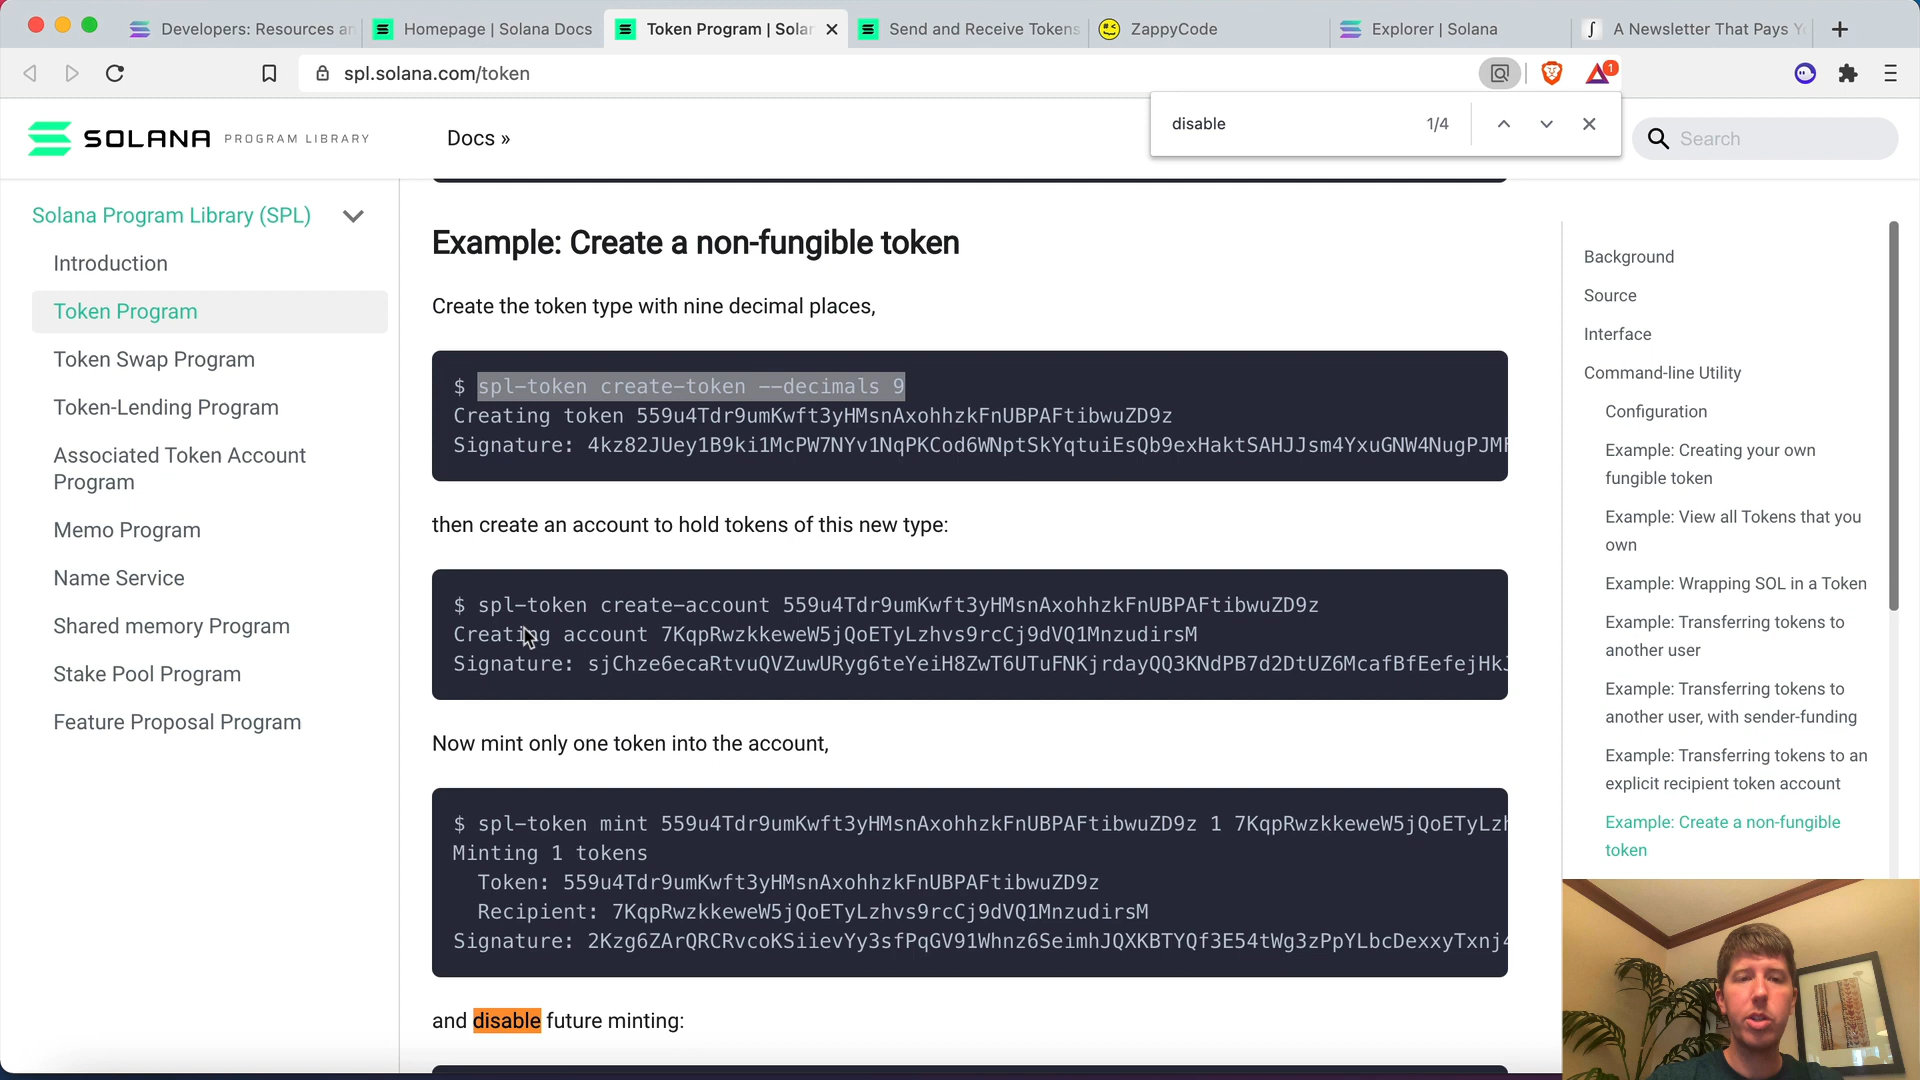 Developers: Resources an
Homepage | Solana Docs
Token Program | Solar
Send and Receive Tokens
ZappyCode
Explorer | Solana
A Newsletter That Pays Yo
spl.solana.com/token
1
disable
1/4
SOLANA PROGRAM LIBRARY
Docs »
Search
Solana Program Library (SPL)
Introduction
Token Program
Token Swap Program
Token-Lending Program
Associated Token Account
Program
Memo Program
Name Service
Shared memory Program
Stake Pool Program
Feature Proposal Program
Example: Create a non-fungible token
Create the token type with nine decimal places,
$ spl-token create-token --decimals 9
Creating token 559u4Tdr9umKwft3yHMsnAxohhzkFnUBPAFtibwuZD9z
Signature: 4kz82JUey1B9ki1McPW7NYv1NqPKCod6WNptSkYqtuiEsQb9exHaktSAHJJsm4YxuGNW4NugPJMF
then create an account to hold tokens of this new type:
$ spl-token create-account 559u4Tdr9umKwft3yHMsnAxohhzkFnUBPAFtibwuZD9z
Creating account 7KqpRwzkkeweW5jQoETyLzhvs9rcCj9dVQ1MnzudirsM
Signature: sjChze6ecaRtvuQVZuwURyg6teYeiH8ZwT6UTuFNKjrdayQQ3KNdPB7d2DtUZ6McafBfEefejHkJ
Now mint only one token into the account,
$ spl-token mint 559u4Tdr9umKwft3yHMsnAxohhzkFnUBPAFtibwuZD9z 1 7KqpRwzkkeweW5jQoETyLzh
Minting 1 tokens
Token: 559u4Tdr9umKwft3yHMsnAxohhzkFnUBPAFtibwuZD9z
Recipient: 7KqpRwzkkeweW5jQoETyLzhvs9rcCj9dVQ1MnzudirsM
Signature: 2Kzg6ZArQRCRvcoKSiievYy3sfPqGV91Whnz6SeimhJQXKBTYQf3E54tWg3zPpYLbcDexxyTxnj4
and disable future minting:
Background
Source
Interface
Command-line Utility
Configuration
Example: Creating your own
fungible token
Example: View all Tokens that you
own
Example: Wrapping SOL in a Token
Example: Transferring tokens to
another user
Example: Transferring tokens to
another user, with sender-funding
Example: Transferring tokens to an
explicit recipient token account
Example: Create a non-fungible
token